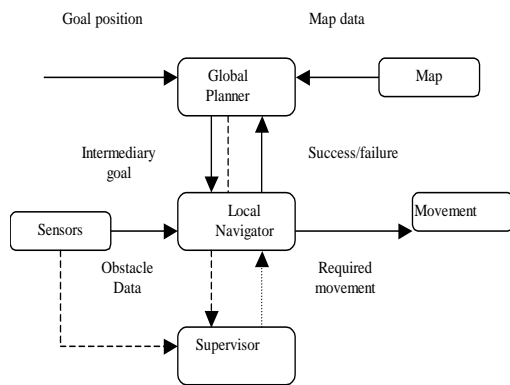 Goal position
Map data
Global
Planner
Map
Intermediary
goal
Success/failure
Sensors
Local
Navigator
Movement
Obstacle
Data
Required
movement
Supervisor